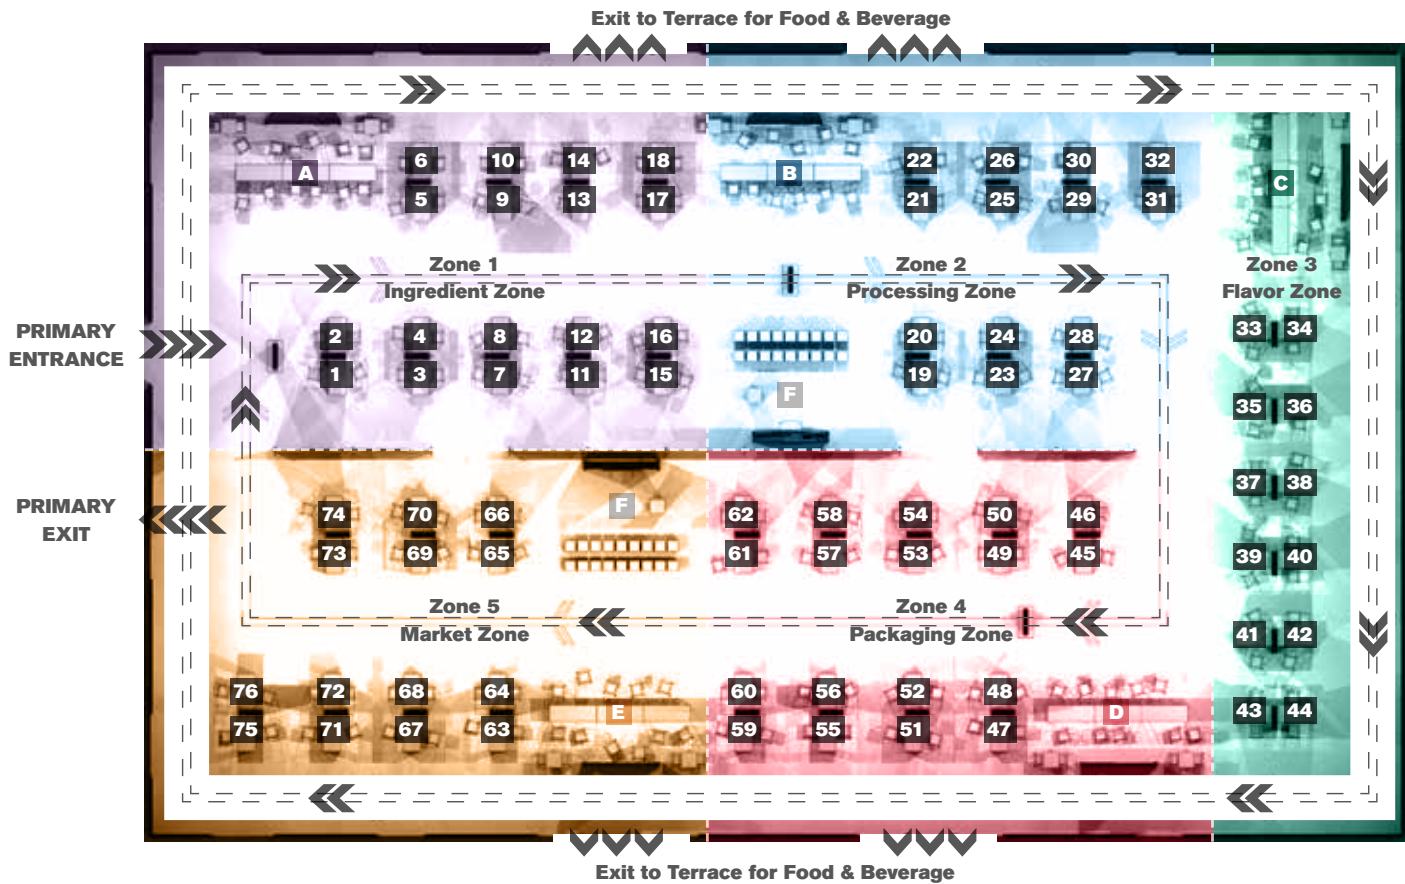 Exit to Terrace for Food & Beverage
A 6 10 14 18 B 22 26 30 32 C
5 9 13 17 21 25 29 31
Zone 1
Ingredient Zone
Zone 2
Processing Zone
Zone 3
Flavor Zone
PRIMARY
ENTRANCE
2 4 8 12 16 20 24 28 33 34
1 3 7 11 15 F 19 23 27
35 36
37 38
PRIMARY
EXIT
74 70 66 F 62 58 54 50 46
73 69 65 61 57 53 49 45 39 40
Zone 5
Market Zone
Zone 4
Packaging Zone
41 42
76 72 68 64 E 60 56 52 48 D 43 44
75 71 67 63 59 55 51 47
Exit to Terrace for Food & Beverage